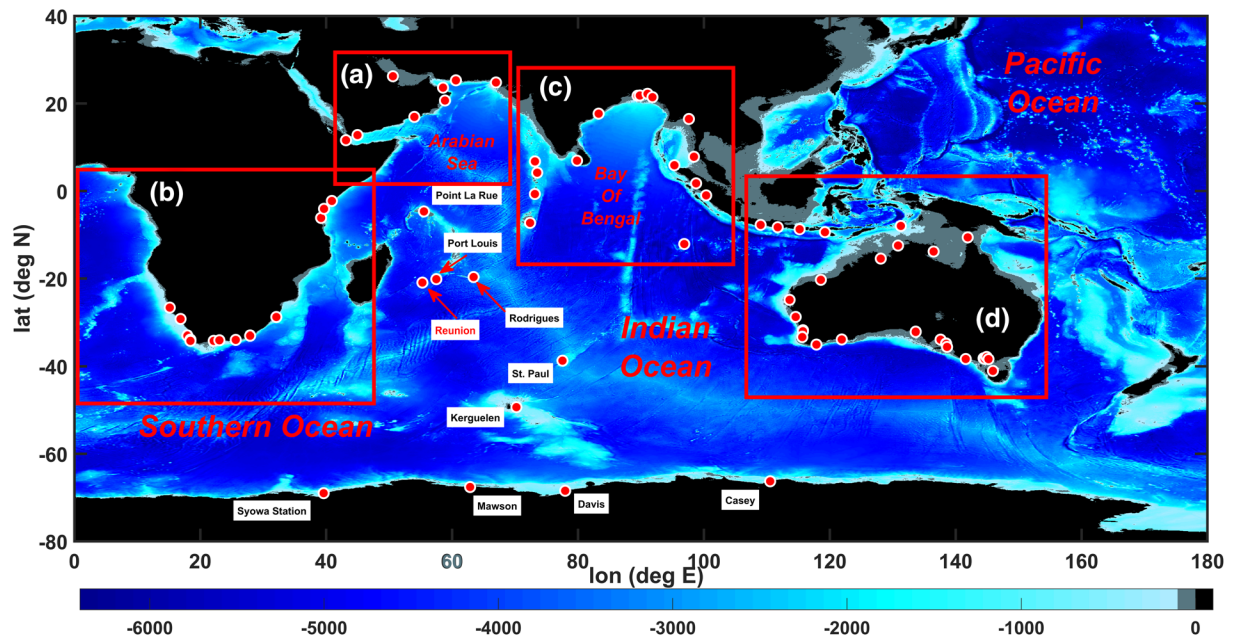 40
20
0
-20
-40
-60
-80
lat (deg N)
(a)
(b)
(c)
(d)
Pacific
Ocean
Arabian
Sea
Bay
Of
Bengal
Point La Rue
Port Louis
Reunion
Rodrigues
Indian
Ocean
St. Paul
Kerguelen
Southern Ocean
Syowa Station
Mawson
Davis
Casey
0
20
40
60
80
100
120
140
160
180
lon (deg E)
-6000
-5000
-4000
-3000
-2000
-1000
0